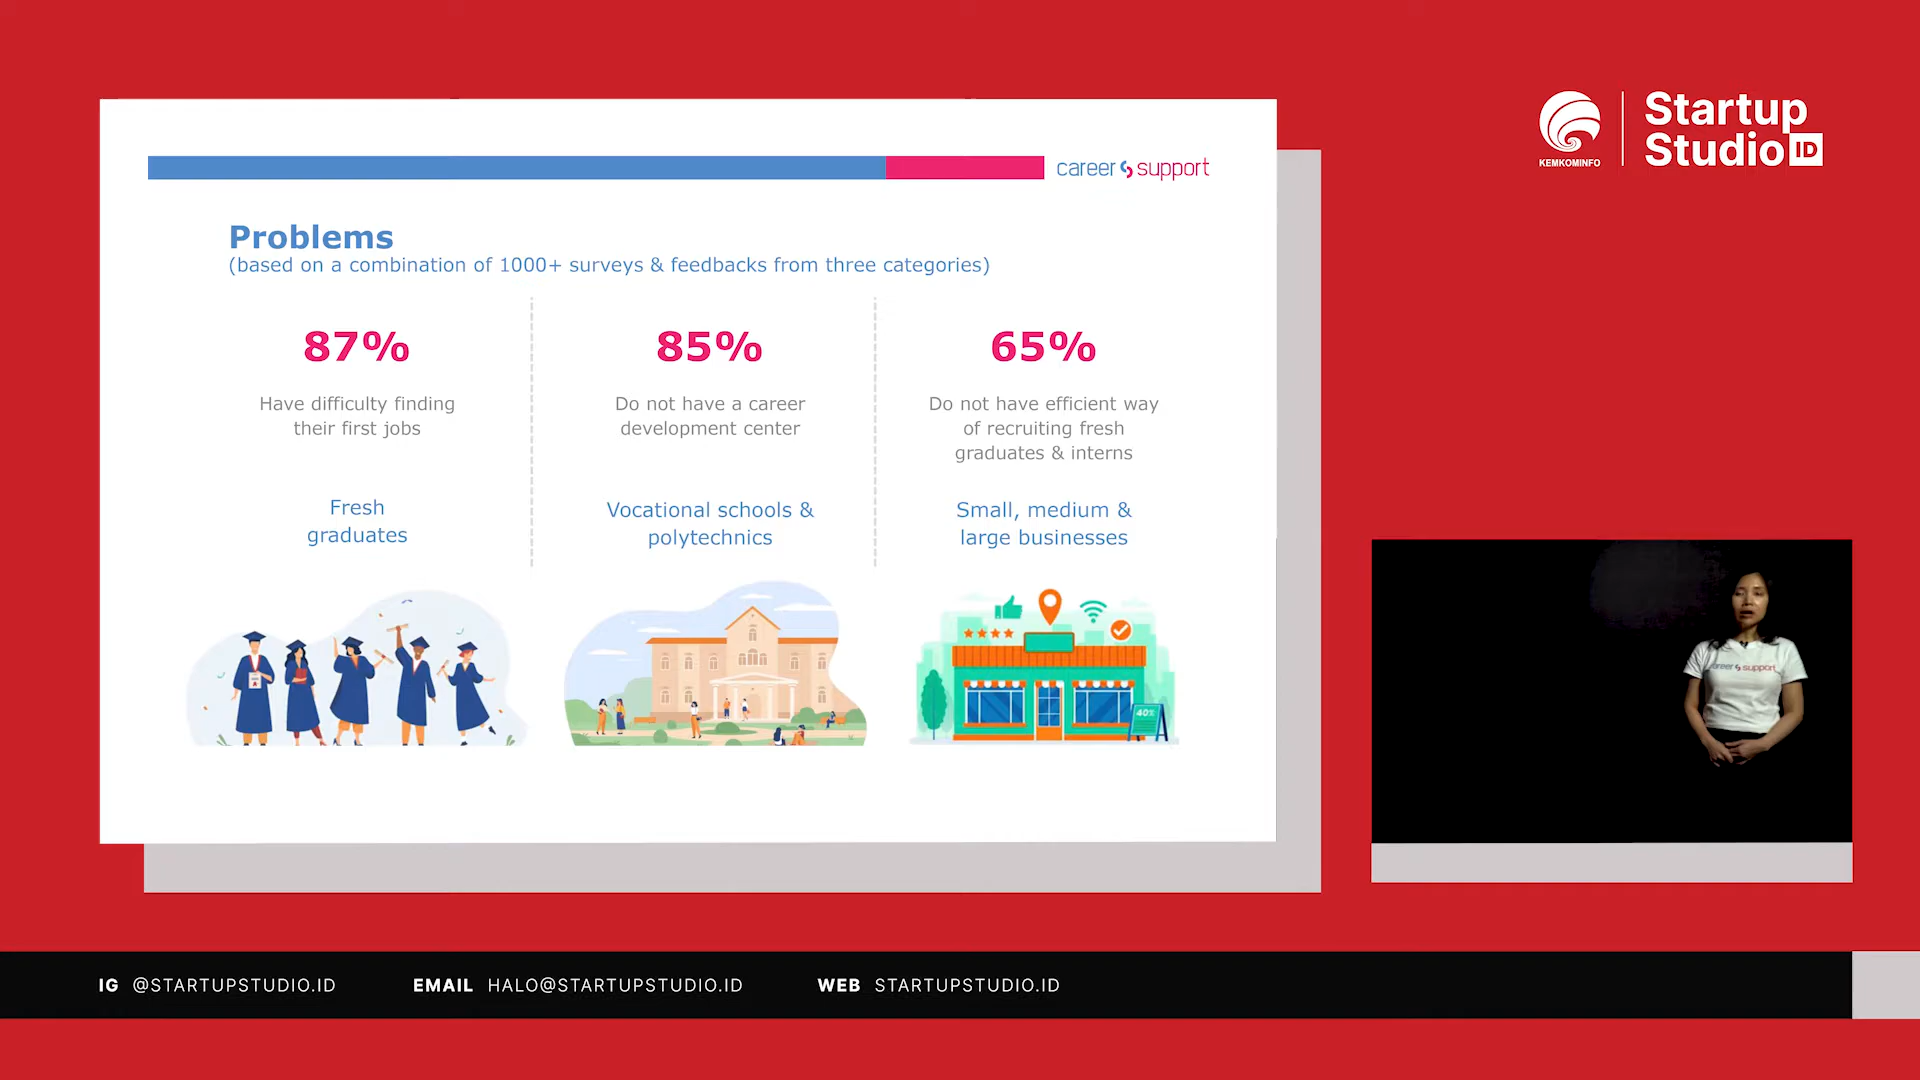 KEMKOMINFO
Startup
Studio ID
career support
Problems
(based on a combination of 1000+ surveys & feedbacks from three categories)
87%
Have difficulty finding
their first jobs
Fresh
graduates
85%
Do not have a career
development center
Vocational schools &
polytechnics
65%
Do not have efficient way
of recruiting fresh
graduates & interns
Small, medium &
large businesses
40%
career support
IG @STARTUPSTUDIO.ID
EMAIL HALO@STARTUPSTUDIO.ID
WEB STARTUPSTUDIO.ID